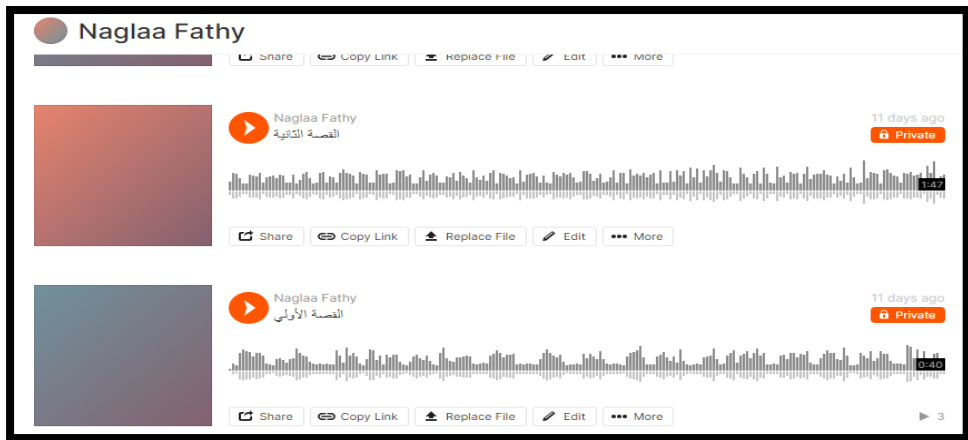 Naglaa Fathy
Share Copy Link Replace File Edit More
Naglaa Fathy 11 days ago
القصة الثانية Private
1:47
Share Copy Link Replace File Edit More
Naglaa Fathy 11 days ago
القصة الأولي Private
0:40
Share Copy Link Replace File Edit More 3